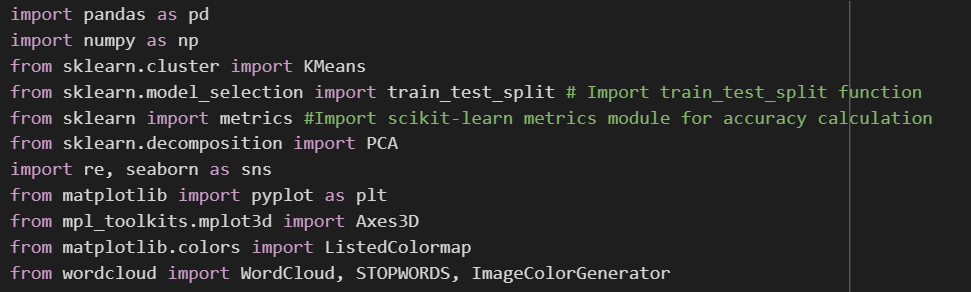 import pandas as pd
import numpy as np
from sklearn.cluster import KMeans
from sklearn.model_selection import train_test_split # Import train_test_split function
from sklearn import metrics #Import scikit-learn metrics module for accuracy calculation
from sklearn.decomposition import PCA
import re, seaborn as sns
from matplotlib import pyplot as plt
from mpl_toolkits.mplot3d import Axes3D
from matplotlib.colors import ListedColormap
from wordcloud import WordCloud, STOPWORDS, ImageColorGenerator